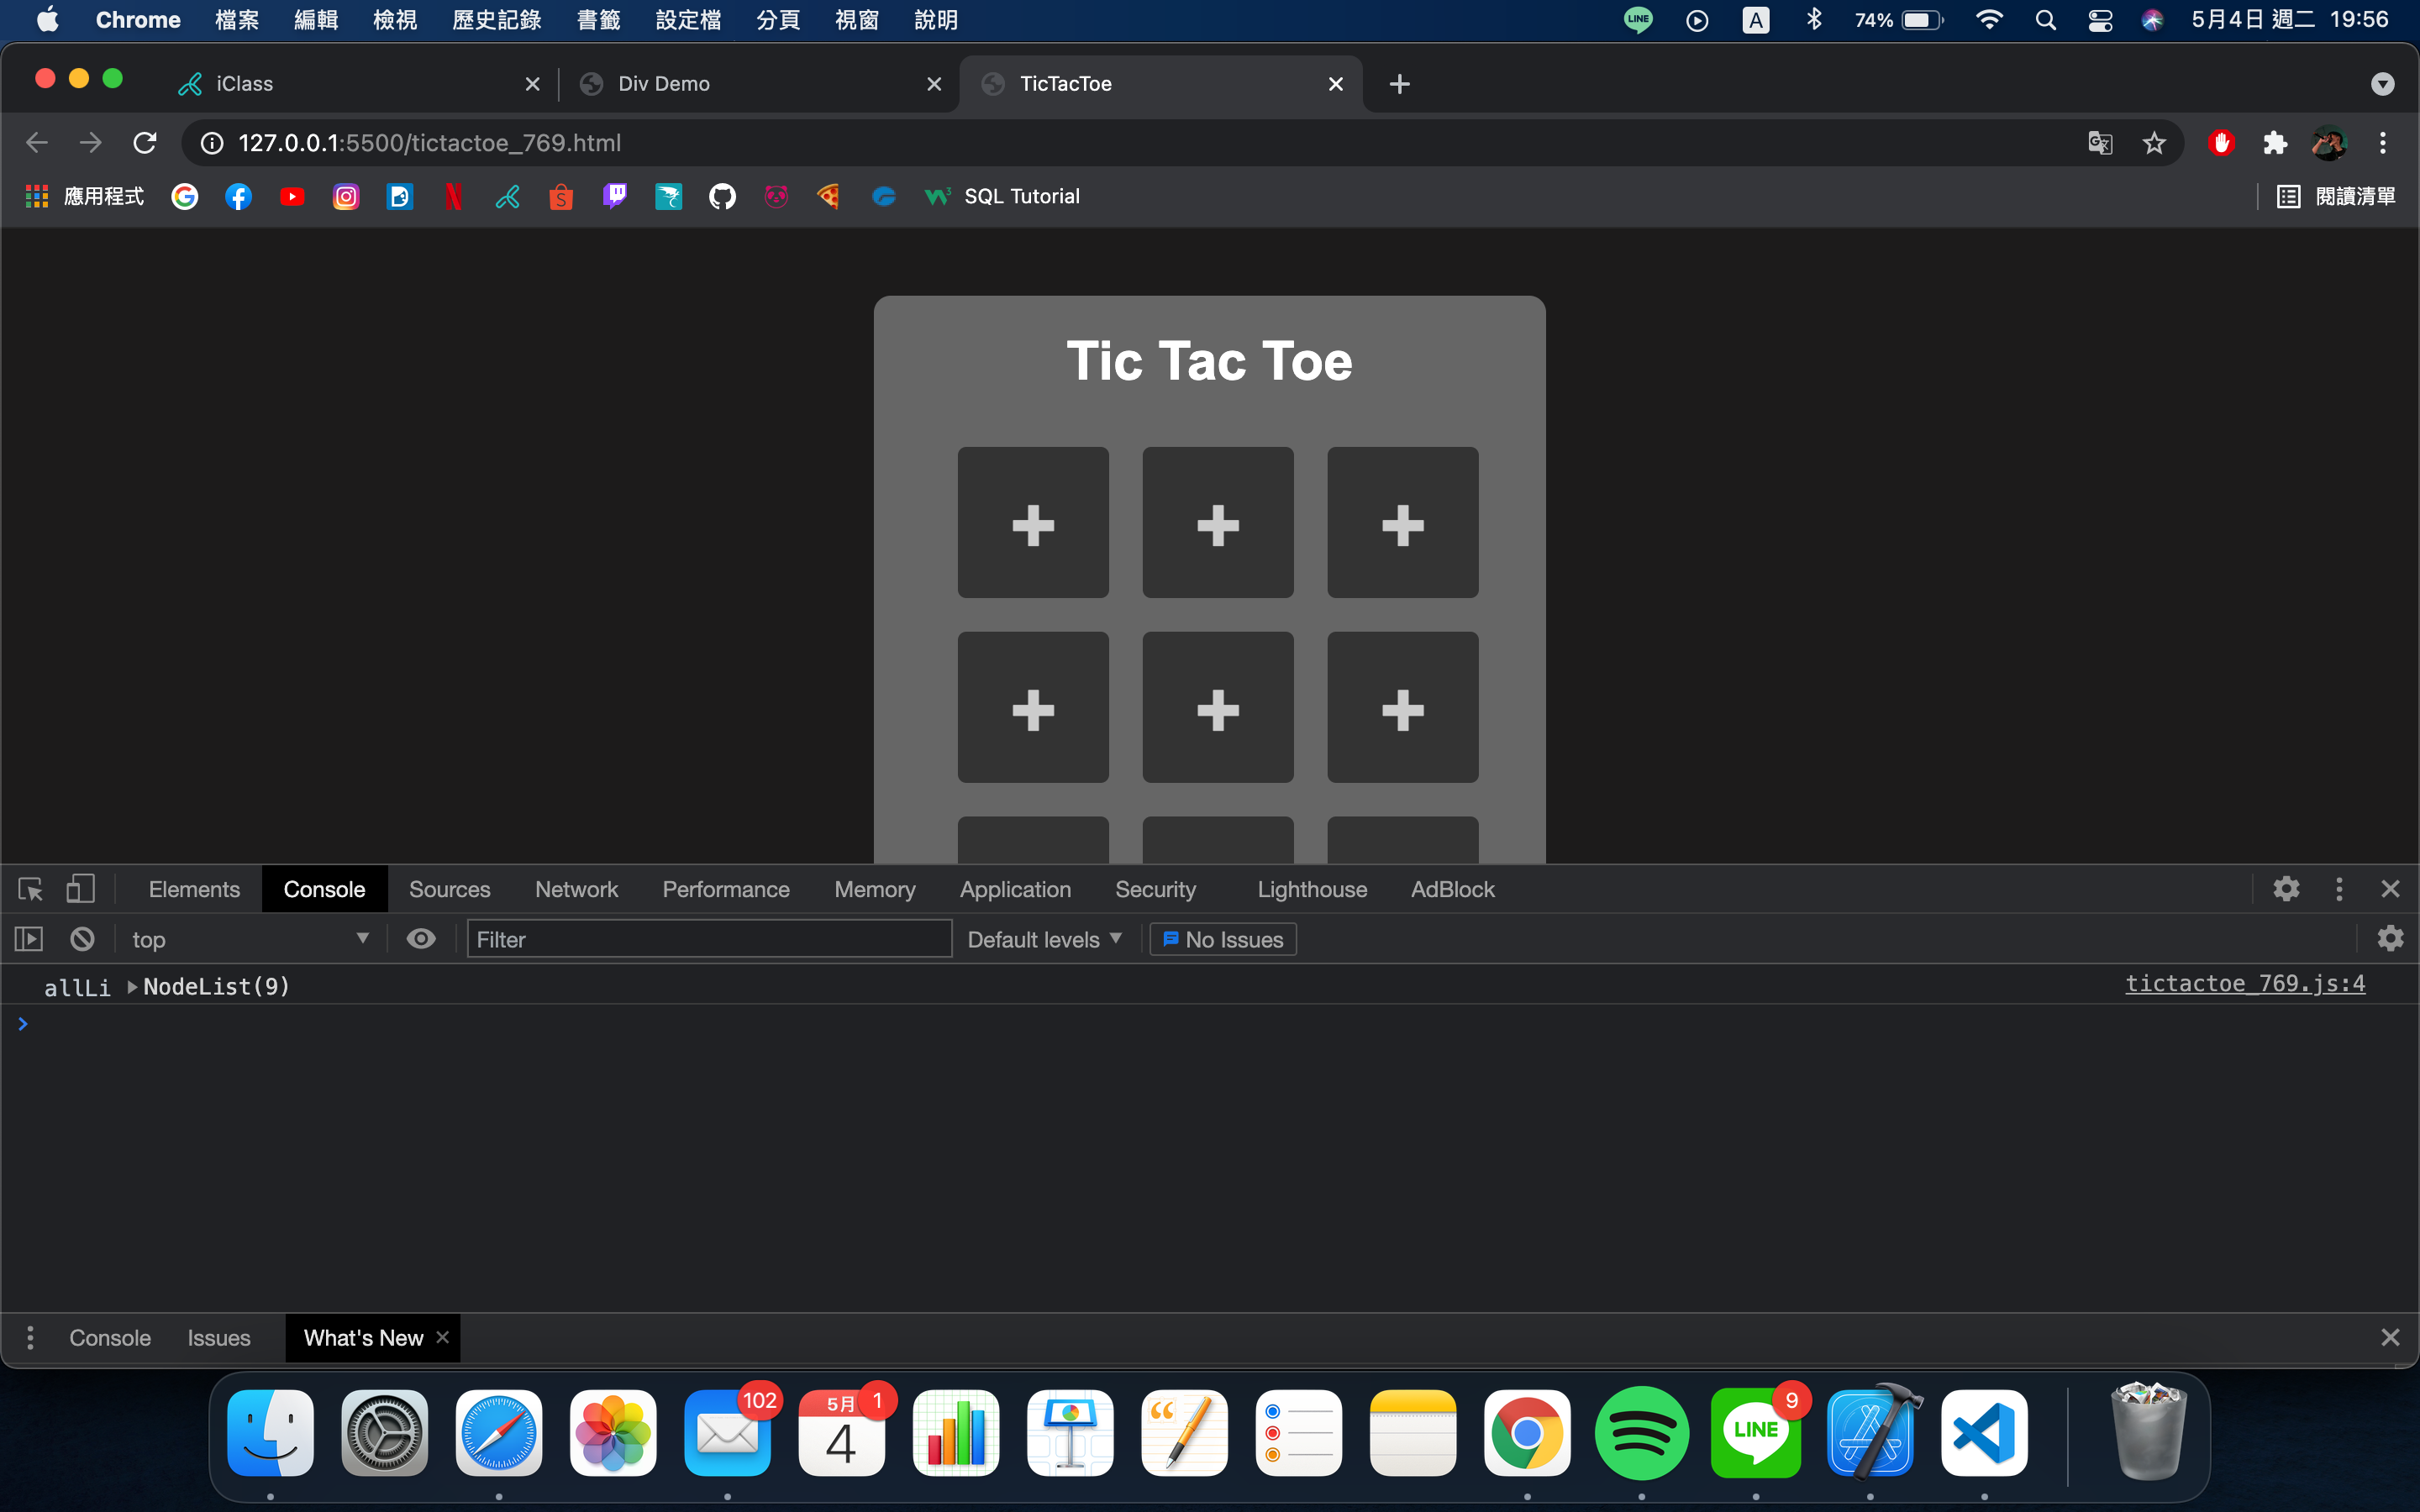 Chrome 檔案 編輯 檢視 歷史記錄 書籤 設定檔 分頁 視窗 說明 LINE A 74% 5月4日 週二 19:56
iClass Div Demo TicTacToe
127.0.0.1:5500/tictactoe_769.html
應用程式 SQL Tutorial 閱讀清單
Tic Tac Toe
Elements Console Sources Network Performance Memory Application Security Lighthouse AdBlock
top Filter Default levels No Issues
allLi NodeList(9) tictactoe_769.js:4
Console Issues What's New
102 5月 1 9
4 LINE